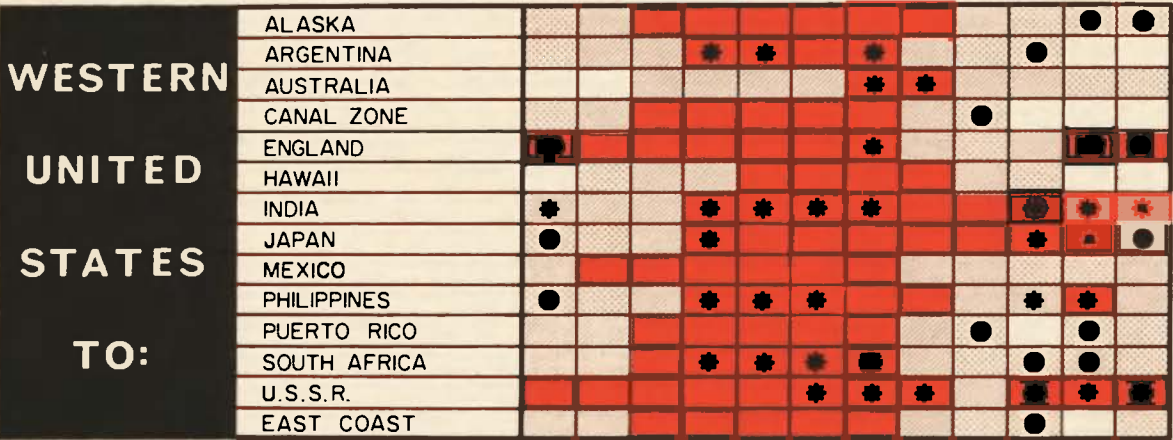 WESTERN
UNITED
STATES
TO:
ALASKA
ARGENTINA
AUSTRALIA
CANAL ZONE
ENGLAND
HAWAII
INDIA
JAPAN
MEXICO
PHILIPPINES
PUERTO RICO
SOUTH AFRICA
U.S.S.R.
EAST COAST